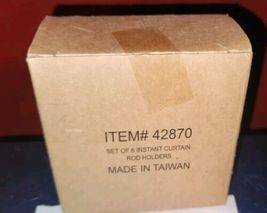 ITEM# 42870
SET OF 6 INSTANT CURTAIN
ROD HOLDERS
MADE IN TAIWAN